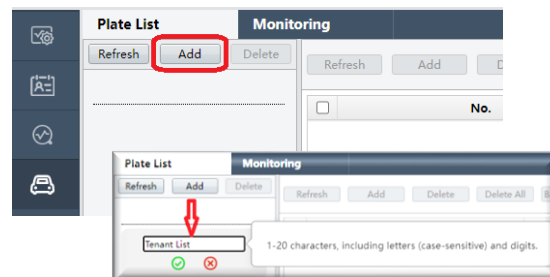 Plate List Monitoring
Refresh Add Delete Refresh Add
No.
Plate List Monitoring
Refresh Add Delete Refresh Add Delete Delete All
Tenant List 1-20 characters, including letters (case-sensitive) and digits.